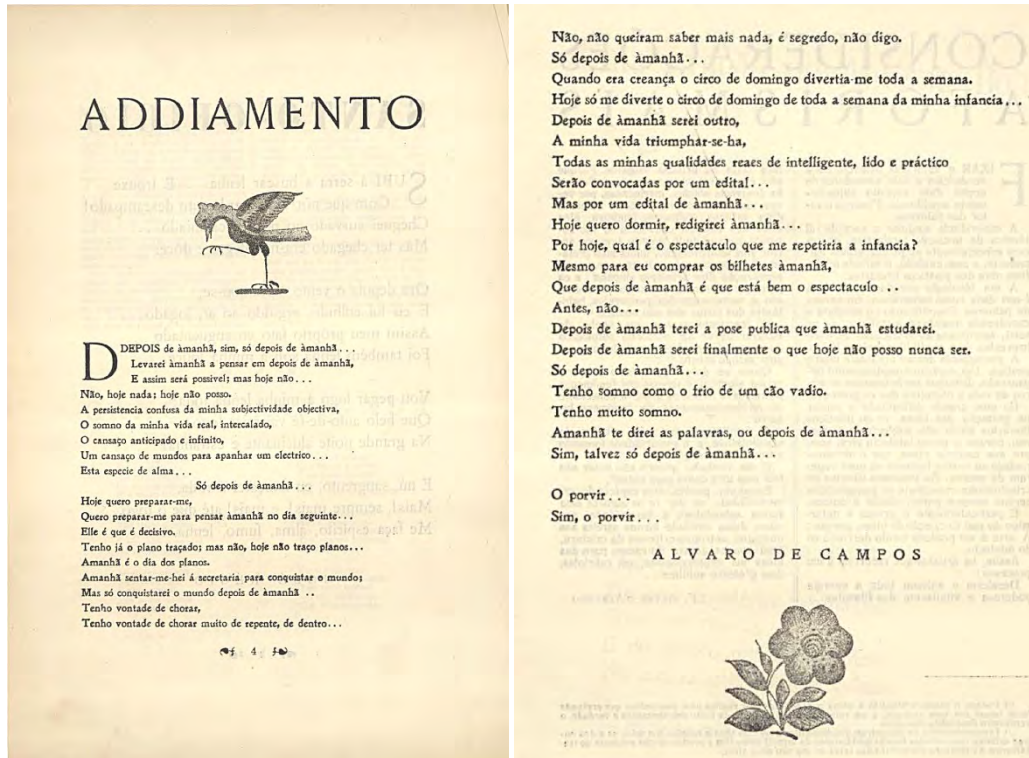 ADDIAMENTO
DEPOIS de àmanhã, sim, só depois de àmanhã...
Levarei àmanhã a pensar em depois de àmanhã,
E assim será possivel; mas hoje não...
Não, hoje nada; hoje não posso.
A persistencia confusa da minha subjectividade objectiva,
O somno da minha vida real, intercalado,
O cansaço anticipado e infinito,
Um cansaço de mundos para apanhar um electrico...
Esta especie de alma...
Só depois de àmanhã...
Hoje quero preparar-me,
Quero preparar-me para pensar àmanhã no dia seguinte...
Elle é que é decisivo.
Tenho já o plano traçado; mas não, hoje não traço planos...
Amanhã é o dia dos planos.
Amanhã sentar-me-hei á secretaria para conquistar o mundo;
Mas só conquistarei o mundo depois de àmanhã ..
Tenho vontade de chorar,
Tenho vontade de chorar muito de repente, de dentro...
4
Não, não queiram saber mais nada, é segredo, não digo.
Só depois de àmanhã...
Quando era creança o circo de domingo divertia-me toda a semana.
Hoje só me diverte o circo de domingo de toda a semana da minha infancia...
Depois de àmanhã serei outro,
A minha vida triumphar-se-ha,
Todas as minhas qualidades reaes de intelligente, lido e práctico
Serão convocadas por um edital...
Mas por um edital de àmanhã...
Hoje quero dormir, redigirei àmanhã...
Por hoje, qual é o espectaculo que me repetiria a infancia?
Mesmo para eu comprar os bilhetes àmanhã,
Que depois de àmanhã é que está bem o espectaculo ..
Antes, não...
Depois de àmanhã terei a pose publica que àmanhã estudarei.
Depois de àmanhã serei finalmente o que hoje não posso nunca ser.
Só depois de àmanhã...
Tenho somno como o frio de um cão vadio.
Tenho muito somno.
Amanhã te direi as palavras, ou depois de àmanhã...
Sim, talvez só depois de àmanhã...
O porvir...
Sim, o porvir...
ALVARO DE CAMPOS